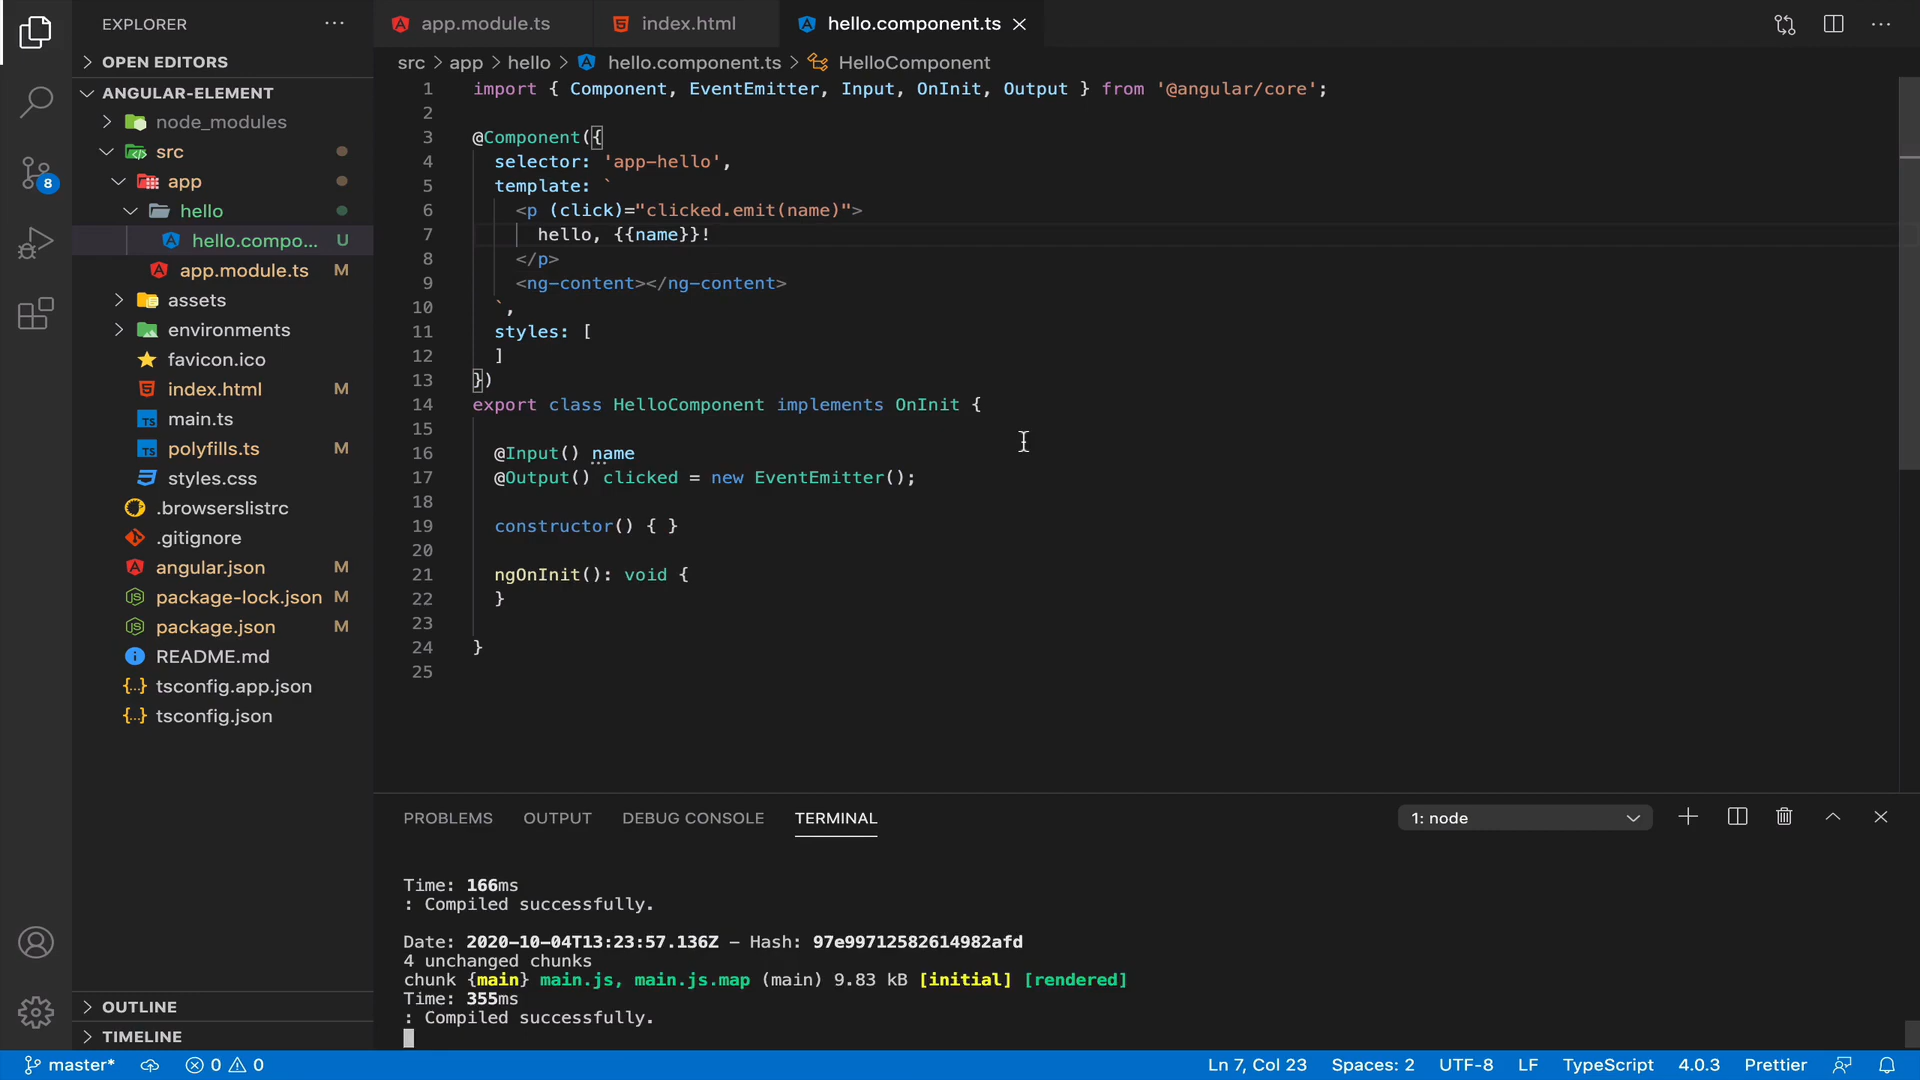 EXPLORER
OPEN EDITORS
ANGULAR-ELEMENT
node_modules
src
app
hello
hello.compo... U
app.module.ts M
assets
environments
favicon.ico
index.html M
main.ts
polyfills.ts M
styles.css
.browserslistrc
.gitignore
angular.json M
package-lock.json M
package.json M
README.md
tsconfig.app.json
tsconfig.json
OUTLINE
TIMELINE
8
app.module.ts
index.html
hello.component.ts
src > app > hello > hello.component.ts > HelloComponent
1 import { Component, EventEmitter, Input, OnInit, Output } from '@angular/core';
2
3 @Component({
4 selector: 'app-hello',
5 template: `
6 <p (click)="clicked.emit(name)">
7 hello, {{name}}!
8 </p>
9 <ng-content></ng-content>
10 `,
11 styles: [
12 ]
13 })
14 export class HelloComponent implements OnInit {
15
16 @Input() name
17 @Output() clicked = new EventEmitter();
18
19 constructor() { }
20
21 ngOnInit(): void {
22 }
23
24 }
25
PROBLEMS OUTPUT DEBUG CONSOLE TERMINAL 1: node
Time: 166ms
: Compiled successfully.
Date: 2020-10-04T13:23:57.136Z – Hash: 97e99712582614982afd
4 unchanged chunks
chunk {main} main.js, main.js.map (main) 9.83 kB [initial] [rendered]
Time: 355ms
: Compiled successfully.
master* 0 0 Ln 7, Col 23 Spaces: 2 UTF-8 LF TypeScript 4.0.3 Prettier